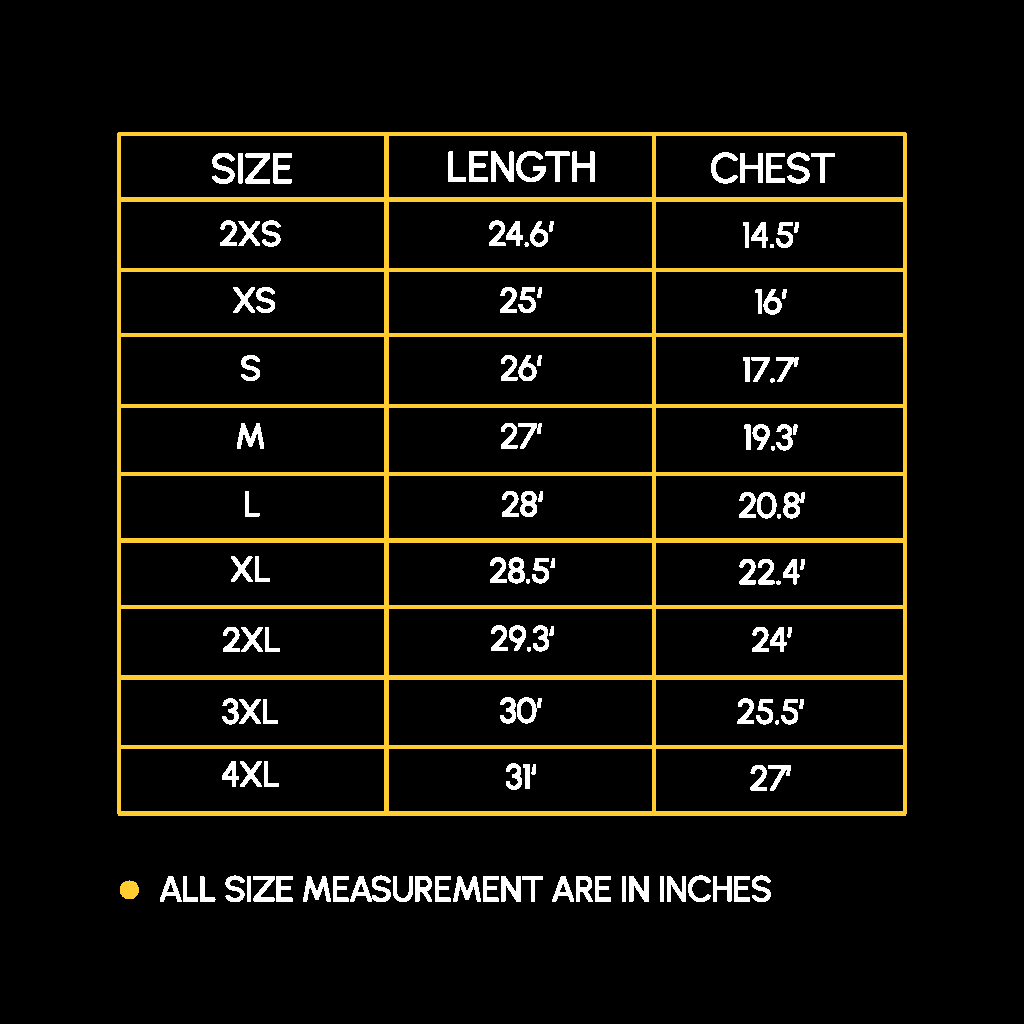 SIZE LENGTH CHEST
2XS 24.6' 14.5'
XS 25' 16'
S 26' 17.7'
M 27' 19.3'
L 28' 20.8'
XL 28.5' 22.4'
2XL 29.3' 24'
3XL 30' 25.5'
4XL 31' 27'
ALL SIZE MEASUREMENT ARE IN INCHES